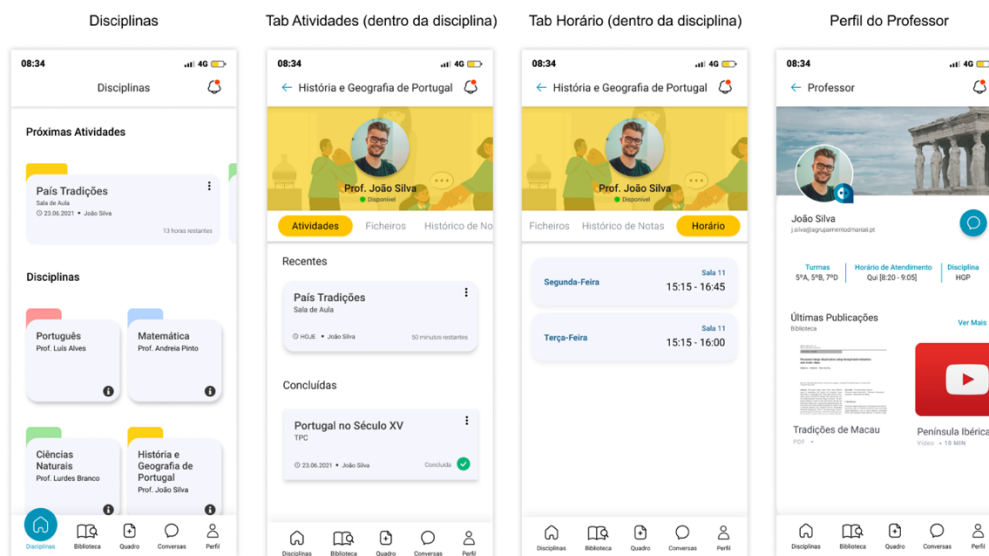 Disciplinas
08:34
4G
Disciplinas
Próximas Atividades
País Tradições
Sala de Aula
23.06.2021 • João Silva
13 horas restantes
Disciplinas
Português
Prof. Luís Alves
Matemática
Prof. Andreia Pinto
Ciências
Naturais
Prof. Lurdes Branco
História e
Geografia de
Portugal
Prof. João Silva
Disciplinas
Biblioteca
Quadro
Conversas
Perfil
Tab Atividades (dentro da disciplina)
08:34
4G
História e Geografia de Portugal
Prof. João Silva
Disponível
Atividades
Ficheiros
Histórico de No
Recentes
País Tradições
Sala de Aula
HOJE • João Silva
50 minutos restantes
Concluídas
Portugal no Século XV
TPC
23.06.2021 • João Silva
Concluída
Disciplinas
Biblioteca
Quadro
Conversas
Perfil
Tab Horário (dentro da disciplina)
08:34
4G
História e Geografia de Portugal
Prof. João Silva
Disponível
Ficheiros
Histórico de Notas
Horário
Segunda-Feira
Sala 11
15:15 - 16:45
Terça-Feira
Sala 11
15:15 - 16:00
Disciplinas
Biblioteca
Quadro
Conversas
Perfil
Perfil do Professor
08:34
4G
Professor
João Silva
Turmas
5ºA, 5ºB, 7ºD
Horário de Atendimento
Qui [8:20 - 9:05]
Disciplina
HGP
Últimas Publicações
Biblioteca
Ver Mais
Tradições de Macau
PDF •
Península Ibérica
Vídeo • 10 MIN
Disciplinas
Biblioteca
Quadro
Conversas
Perfil